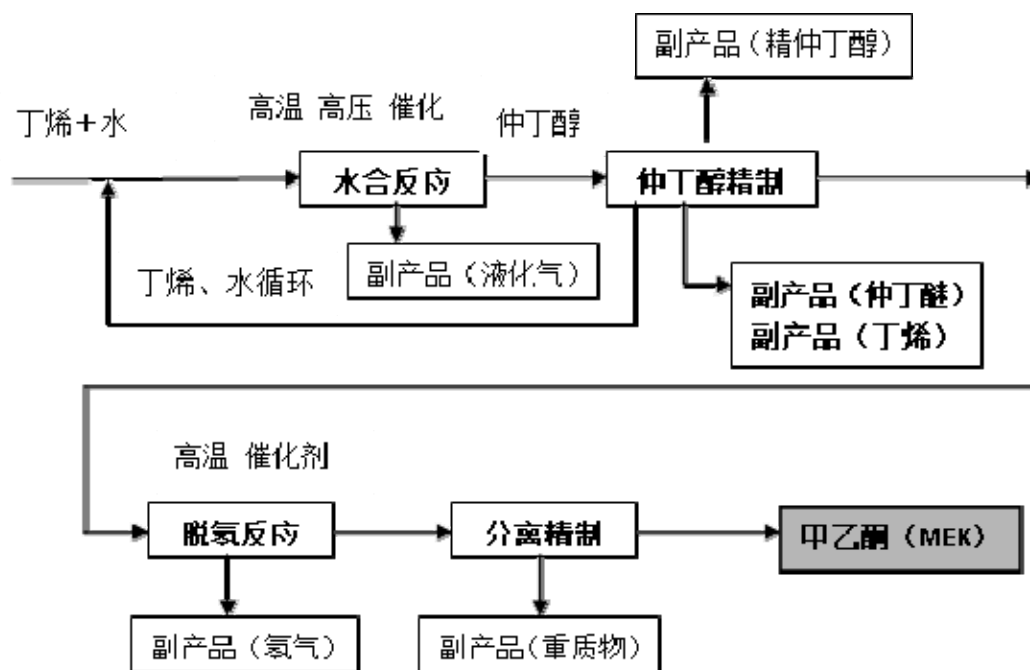 副产品（精仲丁醇）
丁烯＋水
高温 高压 催化
仲丁醇
水合反应
仲丁醇精制
丁烯、水循环
副产品（液化气）
副产品（仲丁醚）
副产品（丁烯）
高温 催化剂
脱氢反应
分离精制
甲乙酮（MEK）
副产品（氢气）
副产品（重质物）